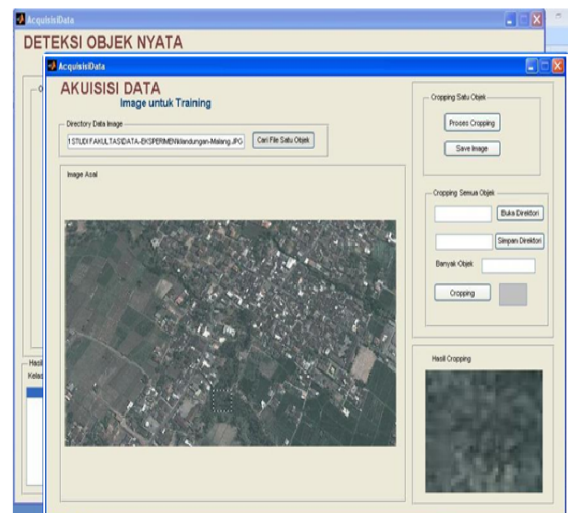 AcquisisiData
DETEKSI OBJEK NYATA
AcquisisiData
AKUISISI DATA
Image untuk Training
Directory Data Image
Cari File Satu Objek
Image Asal
Cropping Satu Objek
Proses Cropping
Save Image
Cropping Semua Objek
Buka Direktori
Simpan Direktori
Banyak Objek
Cropping
Hasil Cropping
Hasil
Kelas